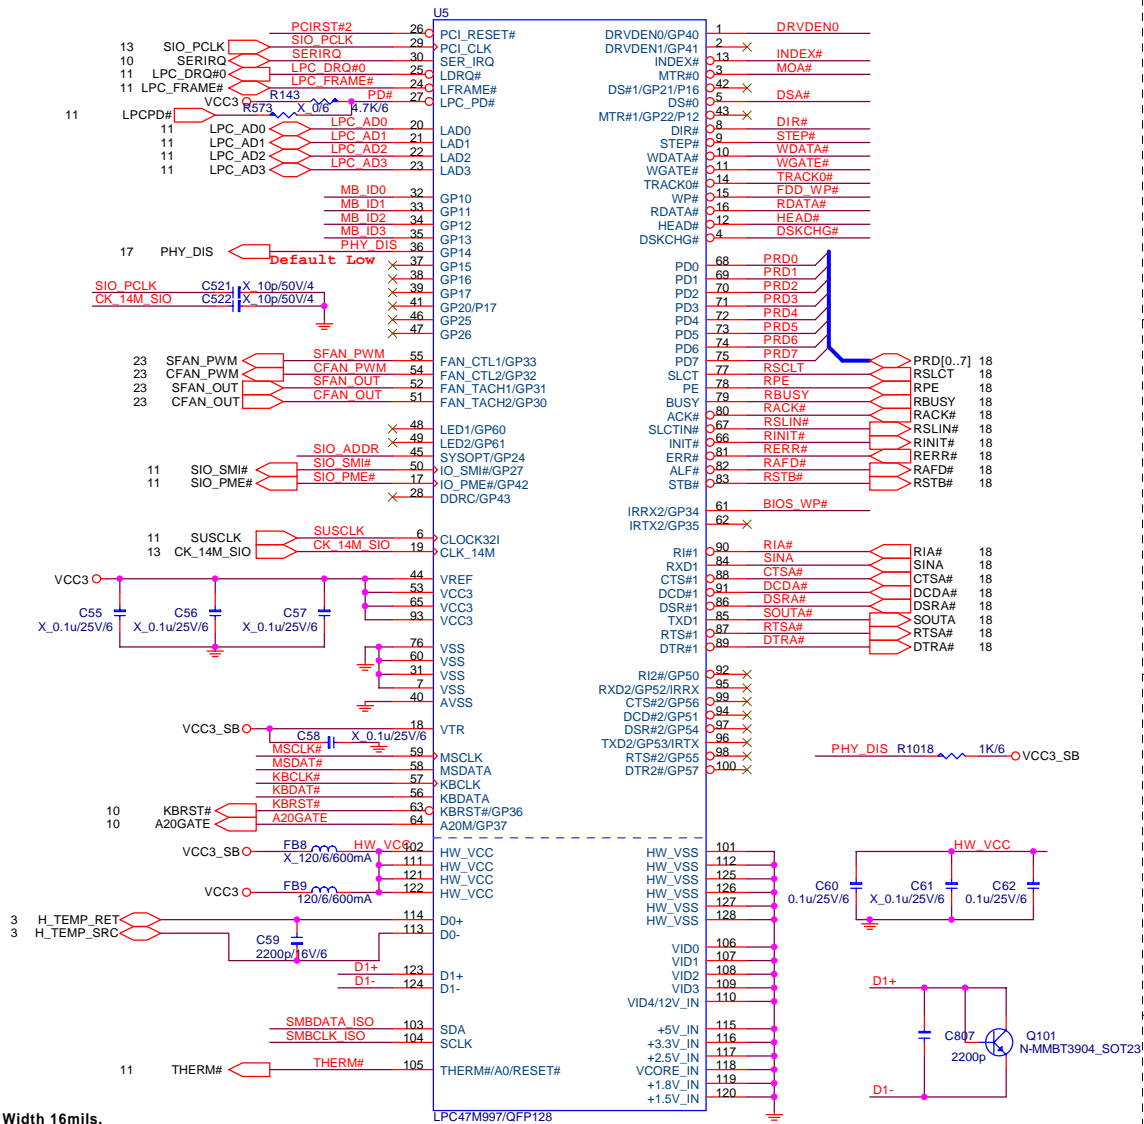 U5
PCIRST#2 26 PCI_RESET#
13 SIO_PCLK SIO_PCLK 29 PCI_CLK
10 SERIRQ SERIRQ 30 SER_IRQ
11 LPC_DRQ#0 LPC_DRQ#0 25 LDRQ#
11 LPC_FRAME# LPC_FRAME# 24 LFRAME#
VCC3 R143 PD# 27 LPC_PD#
11 LPCPD# R573 X_0/6 4.7K/6
11 LPC_AD0 LPC_AD0 20 LAD0
11 LPC_AD1 LPC_AD1 21 LAD1
11 LPC_AD2 LPC_AD2 22 LAD2
11 LPC_AD3 LPC_AD3 23 LAD3
MB_ID0 32 GP10
MB_ID1 33 GP11
MB_ID2 34 GP12
MB_ID3 35 GP13
17 PHY_DIS PHY_DIS 36 GP14
Default Low
37 GP15
38 GP16
39 GP17
41 GP20/P17
46 GP25
47 GP26
SIO_PCLK C521 X_10p/50V/4
CK_14M_SIO C522 X_10p/50V/4
23 SFAN_PWM SFAN_PWM 55 FAN_CTL1/GP33
23 CFAN_PWM CFAN_PWM 54 FAN_CTL2/GP32
23 SFAN_OUT SFAN_OUT 52 FAN_TACH1/GP31
23 CFAN_OUT CFAN_OUT 51 FAN_TACH2/GP30
48 LED1/GP60
49 LED2/GP61
SIO_ADDR 45 SYSOPT/GP24
11 SIO_SMI# SIO_SMI# 50 IO_SMI#/GP27
11 SIO_PME# SIO_PME# 17 IO_PME#/GP42
28 DDRC/GP43
11 SUSCLK SUSCLK 6 CLOCK32I
13 CK_14M_SIO CK_14M_SIO 19 CLK_14M
VCC3 44 VREF
53 VCC3
65 VCC3
93 VCC3
C55 X_0.1u/25V/6
C56 X_0.1u/25V/6
C57 X_0.1u/25V/6
76 VSS
60 VSS
31 VSS
7 VSS
40 AVSS
VCC3_SB 18 VTR
C58 X_0.1u/25V/6
MSCLK# 59 MSCLK
MSDAT# 58 MSDATA
KBCLK# 57 KBCLK
KBDAT# 56 KBDATA
10 KBRST# KBRST# 63 KBRST#/GP36
10 A20GATE A20GATE 64 A20M/GP37
VCC3_SB FB8 X_120/6/600mA HW_VCC 102 HW_VCC
111 HW_VCC
121 HW_VCC
VCC3 FB9 120/6/600mA 122 HW_VCC
3 H_TEMP_RET 114 D0+
3 H_TEMP_SRC 113 D0-
C59 2200p/16V/6
D1+ 123 D1+
D1- 124 D1-
SMBDATA_ISO 103 SDA
SMBCLK_ISO 104 SCLK
11 THERM# THERM# 105 THERM#/A0/RESET#
DRVDEN0/GP40 1 DRVDEN0
DRVDEN1/GP41 2
INDEX# 13 INDEX#
MTR#0 3 MOA#
DS#1/GP21/P16 42
DS#0 5 DSA#
MTR#1/GP22/P12 43
DIR# 8 DIR#
STEP# 9 STEP#
WDATA# 10 WDATA#
WGATE# 11 WGATE#
TRACK0# 14 TRACK0#
WP# 15 FDD_WP#
RDATA# 16 RDATA#
HEAD# 12 HEAD#
DSKCHG# 4 DSKCHG#
PD0 68 PRD0
PD1 69 PRD1
PD2 70 PRD2
PD3 71 PRD3
PD4 72 PRD4
PD5 73 PRD5
PD6 74 PRD6
PD7 75 PRD7 PRD[0..7] 18
SLCT 77 RSCLT RSLCT 18
PE 78 RPE RPE 18
BUSY 79 RBUSY RBUSY 18
ACK# 80 RACK# RACK# 18
SLCTIN# 67 RSLIN# RSLIN# 18
INIT# 66 RINIT# RINIT# 18
ERR# 81 RERR# RERR# 18
ALF# 82 RAFD# RAFD# 18
STB# 83 RSTB# RSTB# 18
IRRX2/GP34 61 BIOS_WP#
IRTX2/GP35 62
RI#1 90 RIA# RIA# 18
RXD1 84 SINA SINA 18
CTS#1 88 CTSA# CTSA# 18
DCD#1 91 DCDA# DCDA# 18
DSR#1 86 DSRA# DSRA# 18
TXD1 85 SOUTA# SOUTA 18
RTS#1 87 RTSA# RTSA# 18
DTR#1 89 DTRA# DTRA# 18
RI2#/GP50 92
RXD2/GP52/IRRX 95
CTS#2/GP56 99
DCD#2/GP51 94
DSR#2/GP54 97
TXD2/GP53/IRTX 96
RTS#2/GP55 98
DTR2#/GP57 100
PHY_DIS R1018 1K/6 VCC3_SB
HW_VSS 101
HW_VSS 112
HW_VSS 125
HW_VSS 126
HW_VSS 127
HW_VSS 128
HW_VCC
C60 0.1u/25V/6
C61 X_0.1u/25V/6
C62 0.1u/25V/6
VID0 106
VID1 107
VID2 108
VID3 109
VID4/12V_IN 110
+5V_IN 115
+3.3V_IN 116
+2.5V_IN 117
VCORE_IN 118
+1.8V_IN 119
+1.5V_IN 120
D1+
C807 2200p
Q101 N-MMBT3904_SOT23
D1-
LPC47M997/QFP128
Width 16mils.